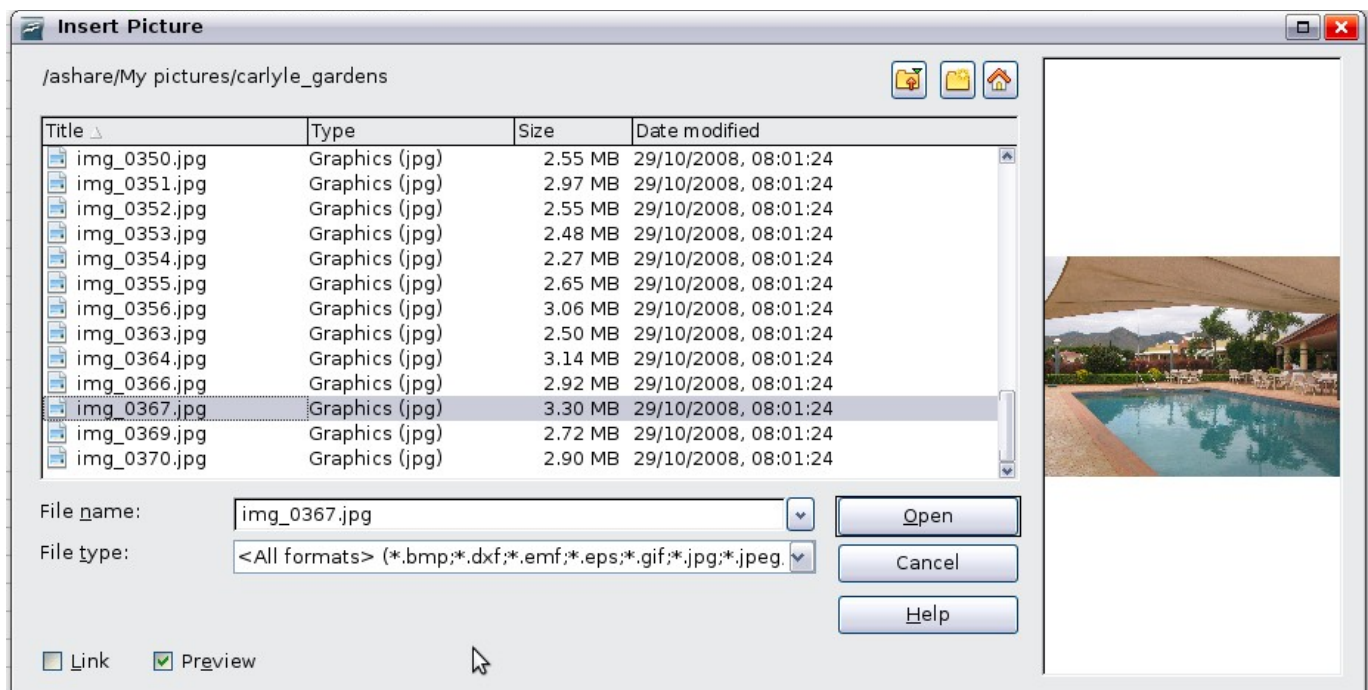 Insert Picture
/ashare/My pictures/carlyle_gardens
Title Type Size Date modified
img_0350.jpg Graphics (jpg) 2.55 MB 29/10/2008, 08:01:24
img_0351.jpg Graphics (jpg) 2.97 MB 29/10/2008, 08:01:24
img_0352.jpg Graphics (jpg) 2.55 MB 29/10/2008, 08:01:24
img_0353.jpg Graphics (jpg) 2.48 MB 29/10/2008, 08:01:24
img_0354.jpg Graphics (jpg) 2.27 MB 29/10/2008, 08:01:24
img_0355.jpg Graphics (jpg) 2.65 MB 29/10/2008, 08:01:24
img_0356.jpg Graphics (jpg) 3.06 MB 29/10/2008, 08:01:24
img_0363.jpg Graphics (jpg) 2.50 MB 29/10/2008, 08:01:24
img_0364.jpg Graphics (jpg) 3.14 MB 29/10/2008, 08:01:24
img_0366.jpg Graphics (jpg) 2.92 MB 29/10/2008, 08:01:24
img_0367.jpg Graphics (jpg) 3.30 MB 29/10/2008, 08:01:24
img_0369.jpg Graphics (jpg) 2.72 MB 29/10/2008, 08:01:24
img_0370.jpg Graphics (jpg) 2.90 MB 29/10/2008, 08:01:24
File name: img_0367.jpg Open
File type: <All formats> (*.bmp;*.dxf;*.emf;*.eps;*.gif;*.jpg;*.jpeg. Cancel
Help
Link Preview